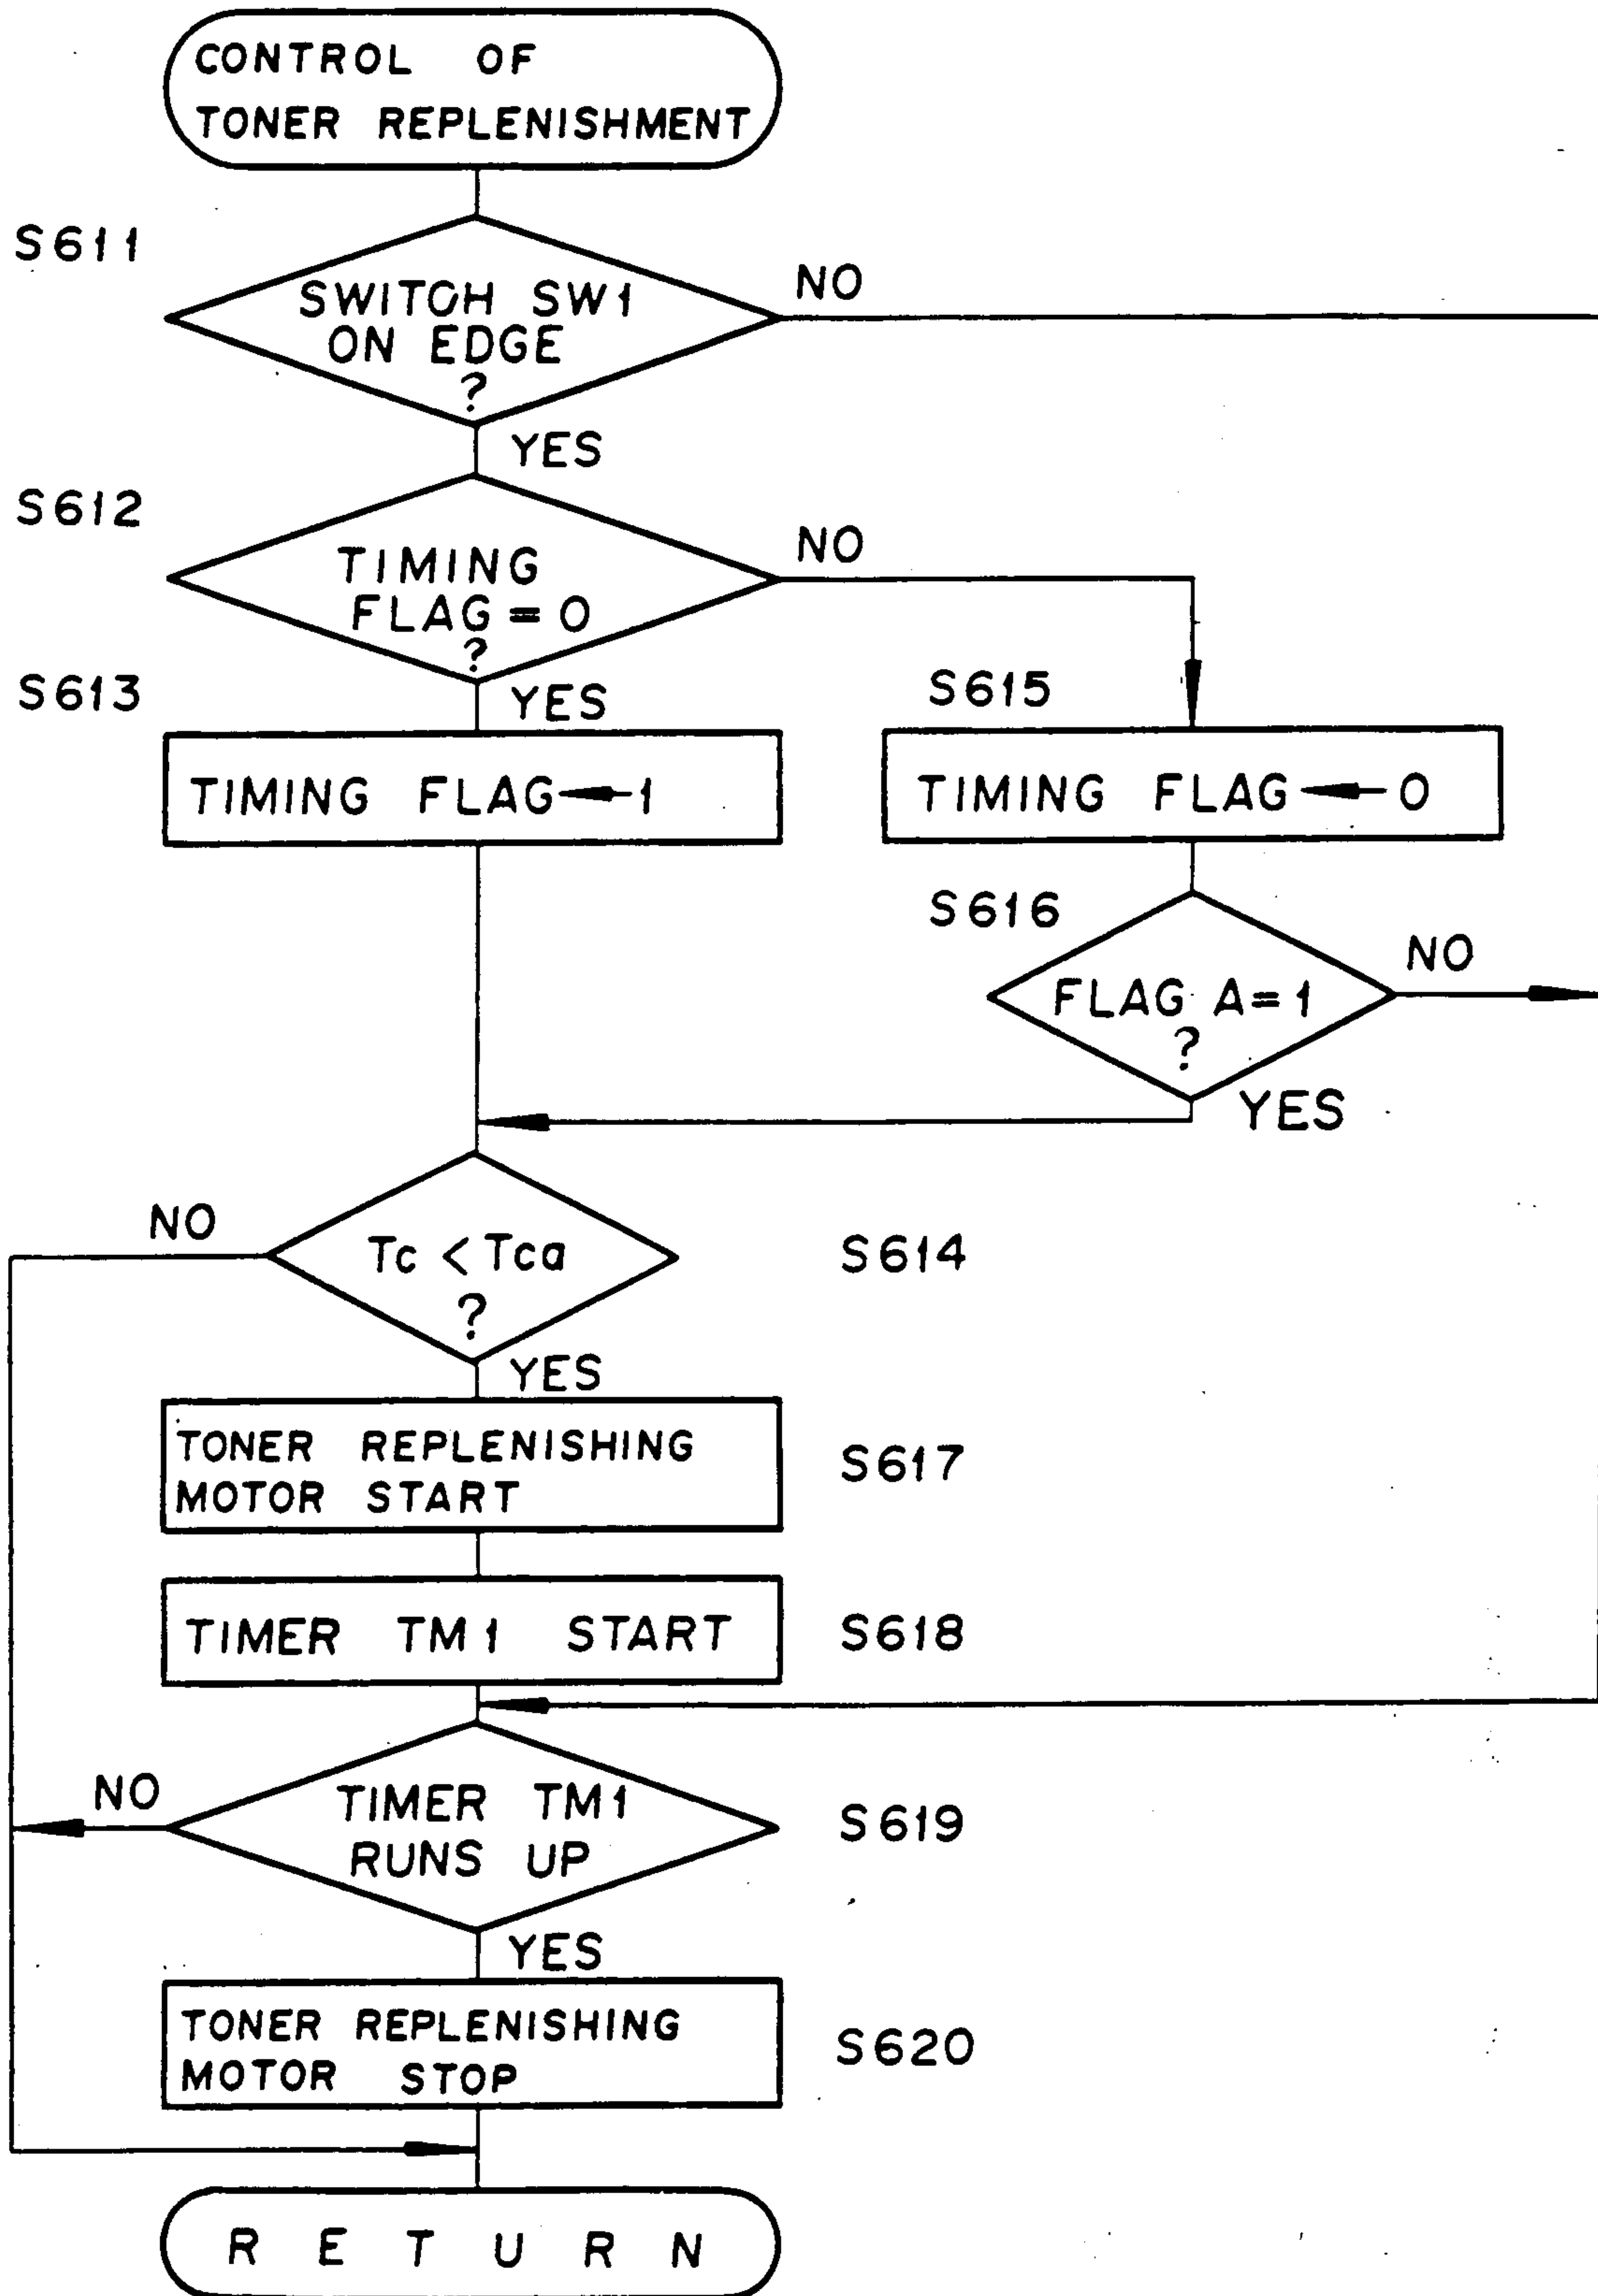 CONTROL OF
TONER REPLENISHMENT
S611
SWITCH SW1
ON EDGE
?
NO
YES
S612
TIMING
FLAG = 0
?
NO
YES
S613
TIMING FLAG ← 1
S615
TIMING FLAG ← 0
S616
FLAG A = 1
?
NO
YES
Tc < Tca
?
NO
S614
YES
TONER REPLENISHING
MOTOR START
S617
TIMER TM1 START
S618
TIMER TM1
RUNS UP
NO
S619
YES
TONER REPLENISHING
MOTOR STOP
S620
RETURN